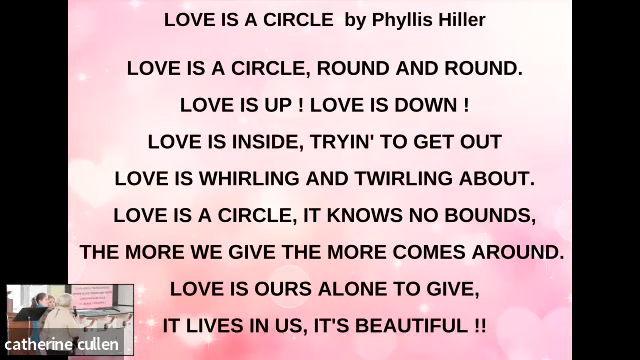 LOVE IS A CIRCLE by Phyllis Hiller
LOVE IS A CIRCLE, ROUND AND ROUND.
LOVE IS UP ! LOVE IS DOWN !
LOVE IS INSIDE, TRYIN' TO GET OUT
LOVE IS WHIRLING AND TWIRLING ABOUT.
LOVE IS A CIRCLE, IT KNOWS NO BOUNDS,
THE MORE WE GIVE THE MORE COMES AROUND.
LOVE IS OURS ALONE TO GIVE,
IT LIVES IN US, IT'S BEAUTIFUL !!
catherine cullen